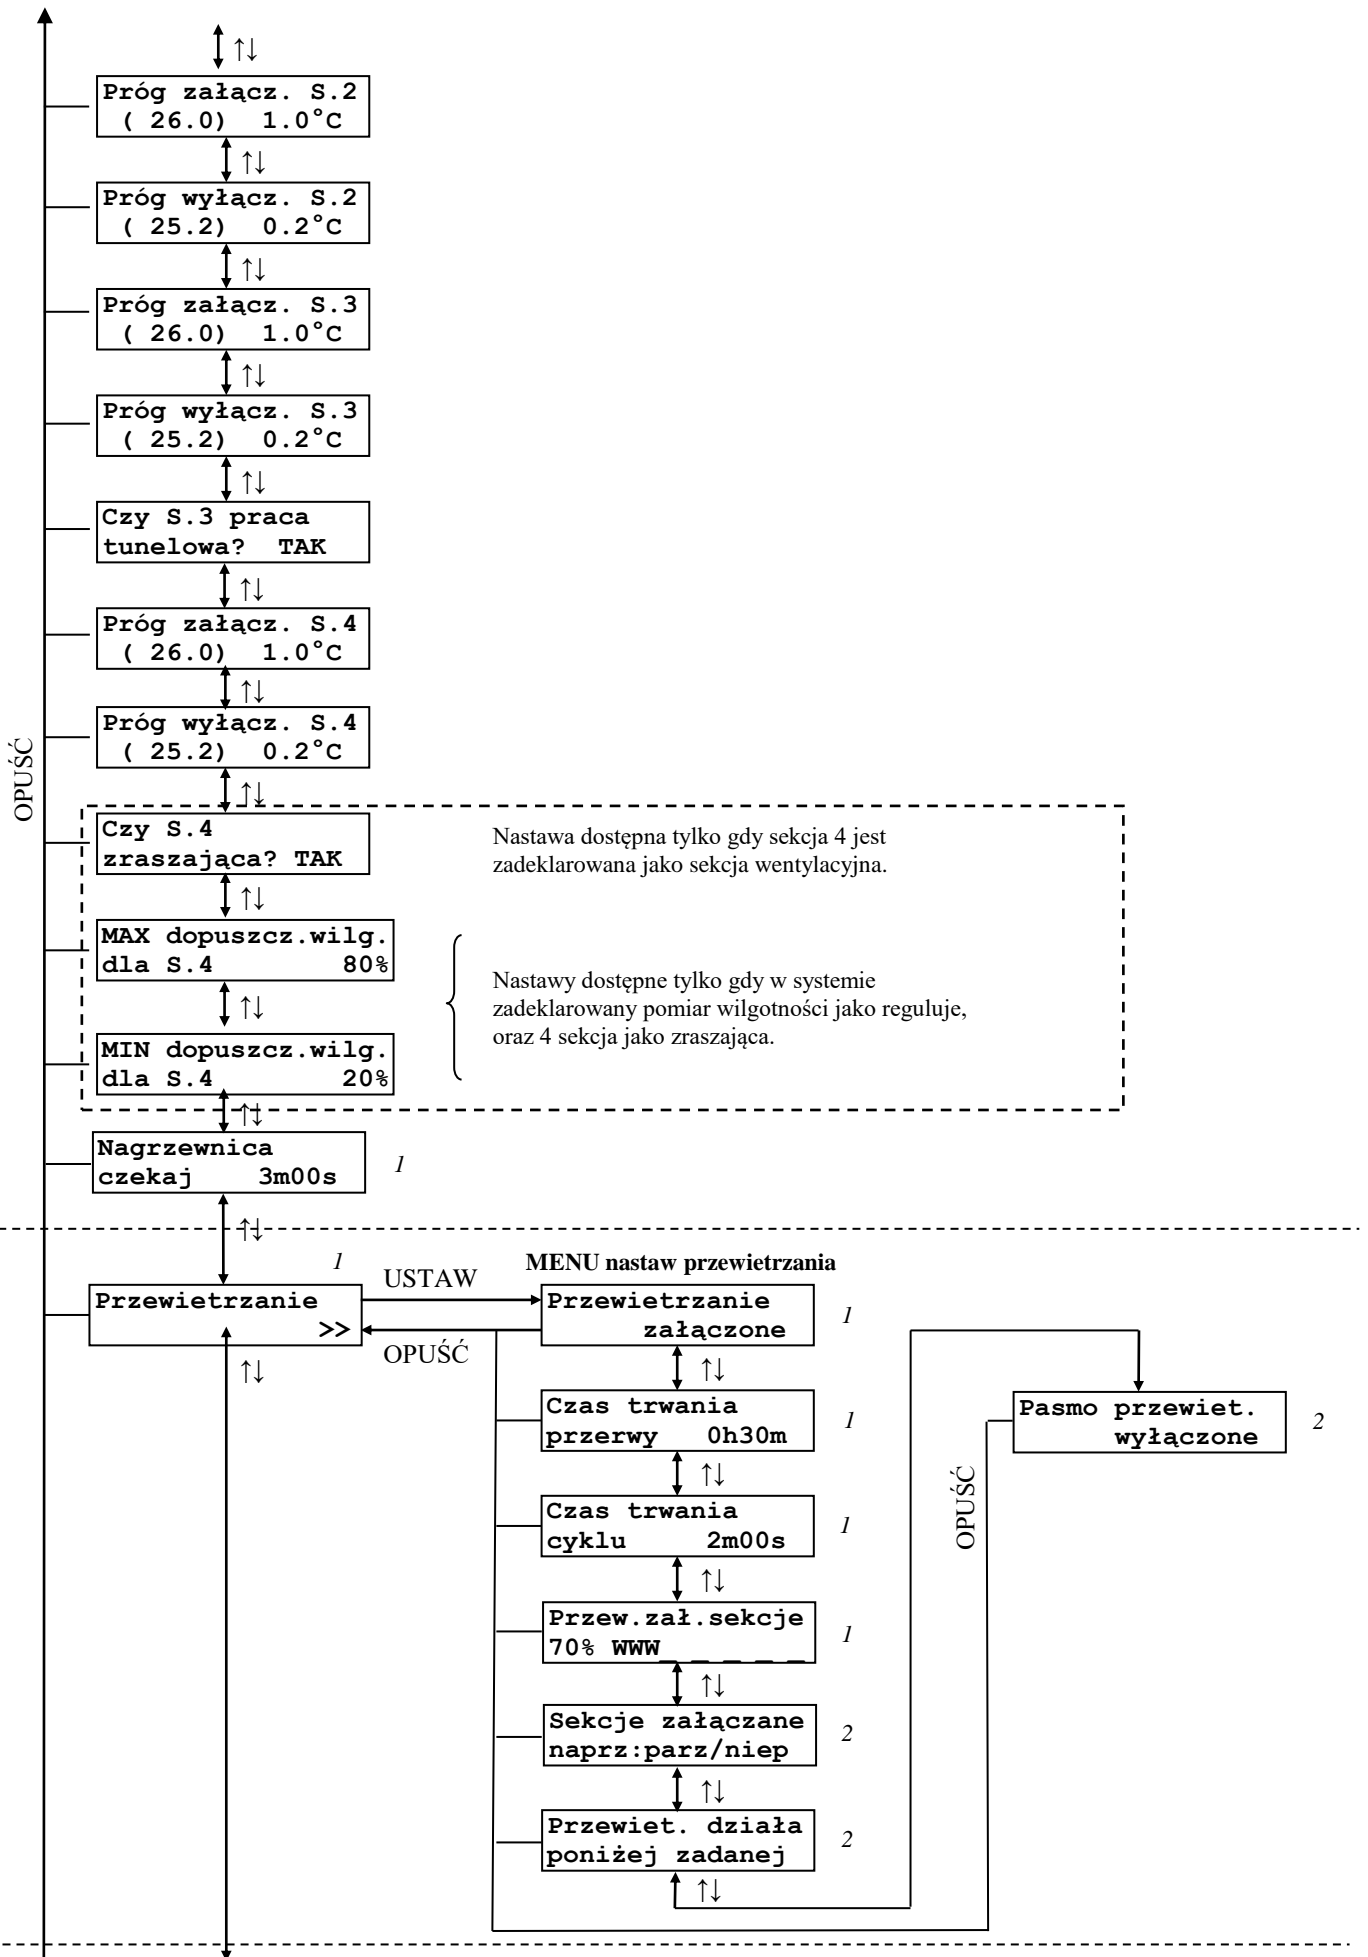 ↑↓
Próg załącz. S.2
( 26.0) 1.0°C
↑↓
Próg wyłącz. S.2
( 25.2) 0.2°C
↑↓
Próg załącz. S.3
( 26.0) 1.0°C
↑↓
Próg wyłącz. S.3
( 25.2) 0.2°C
↑↓
Czy S.3 praca
tunelowa? TAK
↑↓
Próg załącz. S.4
( 26.0) 1.0°C
↑↓
Próg wyłącz. S.4
( 25.2) 0.2°C
OPUŚĆ
↑↓
Czy S.4
zraszająca? TAK
Nastawa dostępna tylko gdy sekcja 4 jest
zadeklarowana jako sekcja wentylacyjna.
↑↓
MAX dopuszcz.wilg.
dla S.4 80%
↑↓
MIN dopuszcz.wilg.
dla S.4 20%
Nastawy dostępne tylko gdy w systemie
zadeklarowany pomiar wilgotności jako reguluje,
oraz 4 sekcja jako zraszająca.
↑↓
Nagrzewnica
czekaj 3m00s
1
↑↓
1
Przewietrzanie
>>
USTAW
OPUŚĆ
↑↓
MENU nastaw przewietrzania
Przewietrzanie
załączone
1
↑↓
Czas trwania
przerwy 0h30m
1
↑↓
Czas trwania
cyklu 2m00s
1
↑↓
Przew.zał.sekcje
70% WWW_ _ _ _ _
1
↑↓
Sekcje załączane
naprz:parz/niep
2
↑↓
Przewiet. działa
poniżej zadanej
2
↑↓
Pasmo przewiet.
wyłączone
2
OPUŚĆ